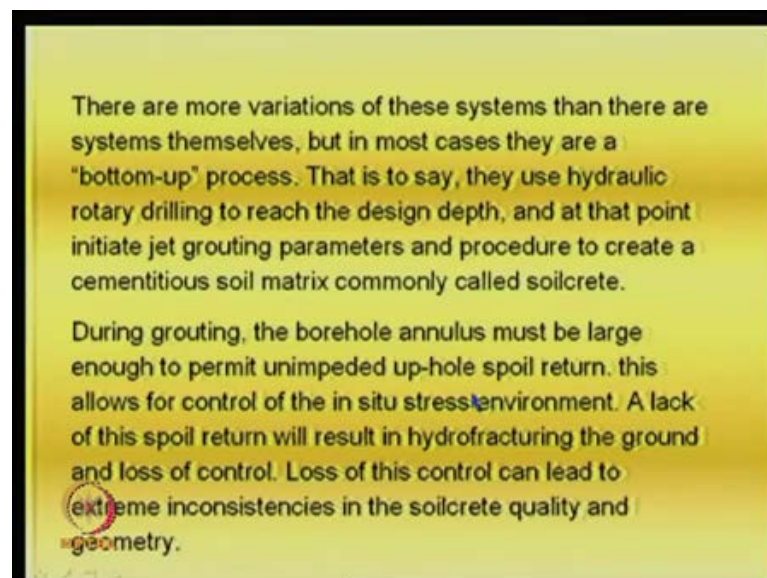 There are more variations of these systems than there are
systems themselves, but in most cases they are a
“bottom-up” process. That is to say, they use hydraulic
rotary drilling to reach the design depth, and at that point
initiate jet grouting parameters and procedure to create a
cementitious soil matrix commonly called soilcrete.
During grouting, the borehole annulus must be large
enough to permit unimpeded up-hole spoil return. this
allows for control of the in situ stress environment. A lack
of this spoil return will result in hydrofracturing the ground
and loss of control. Loss of this control can lead to
extreme inconsistencies in the soilcrete quality and
geometry.